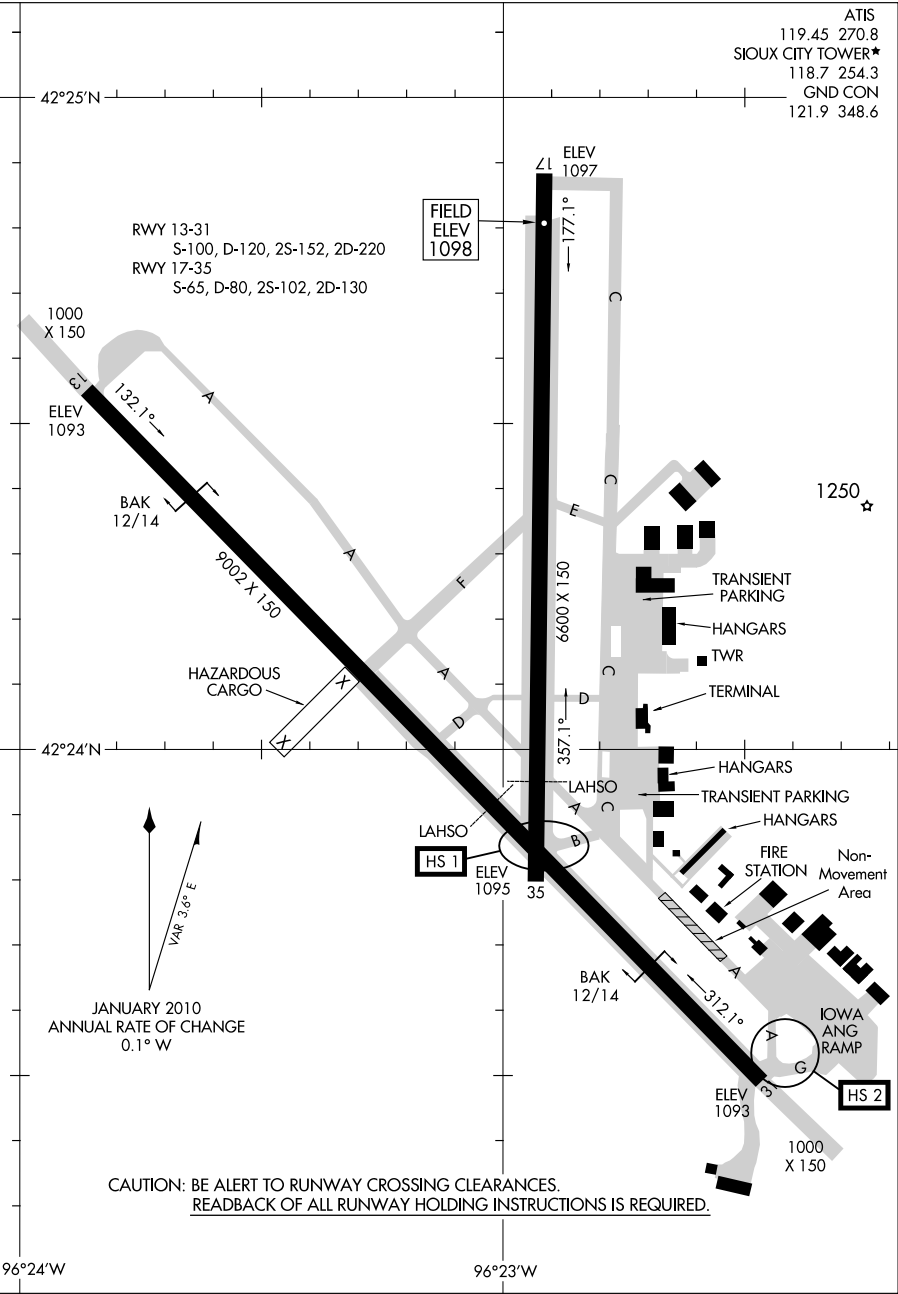 ATIS
119.45 270.8
SIOUX CITY TOWER★
118.7 254.3
GND CON
121.9 348.6
42°25'N
17
ELEV
1097
FIELD
ELEV
1098
177.1°
RWY 13-31
S-100, D-120, 2S-152, 2D-220
RWY 17-35
S-65, D-80, 2S-102, 2D-130
C
1000
X 150
13
ELEV
1093
132.1°
A
BAK
12/14
C
1250
E
9002 X 150
A
F
6600 X 150
TRANSIENT
PARKING
HANGARS
TWR
HAZARDOUS
CARGO
X
X
A
C
D
TERMINAL
D
357.1°
42°24'N
HANGARS
LAHSO
TRANSIENT PARKING
A
C
HANGARS
LAHSO
B
HS 1
ELEV
1095
35
FIRE
STATION
Non-
Movement
Area
VAR 3.6° E
A
BAK
12/14
312.1°
JANUARY 2010
ANNUAL RATE OF CHANGE
0.1° W
IOWA
ANG
RAMP
A
G
HS 2
31
ELEV
1093
1000
X 150
CAUTION: BE ALERT TO RUNWAY CROSSING CLEARANCES.
READBACK OF ALL RUNWAY HOLDING INSTRUCTIONS IS REQUIRED.
96°24'W
96°23'W